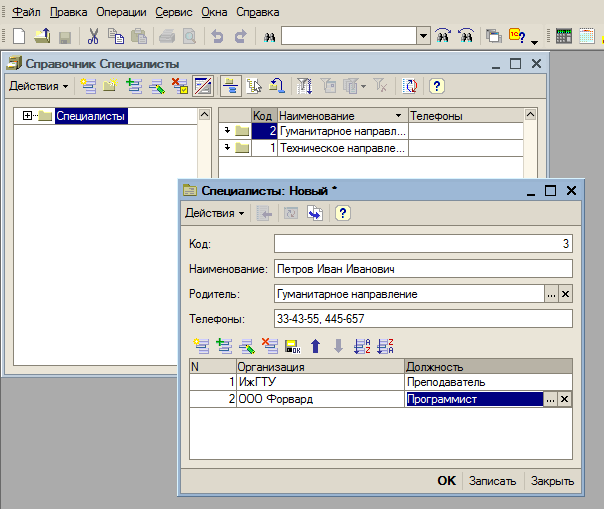 Файл Правка Операции Сервис Окна Справка
Справочник Специалисты
Действия
Специалисты
Код Наименование Телефоны
2 Гуманитарное направл...
1 Техническое направле...
Специалисты: Новый *
Действия
Код: 3
Наименование: Петров Иван Иванович
Родитель: Гуманитарное направление ... x
Телефоны: 33-43-55, 445-657
N Организация Должность
1 ИжГТУ Преподаватель
2 ООО Форвард Программист ... x
OK Записать Закрыть